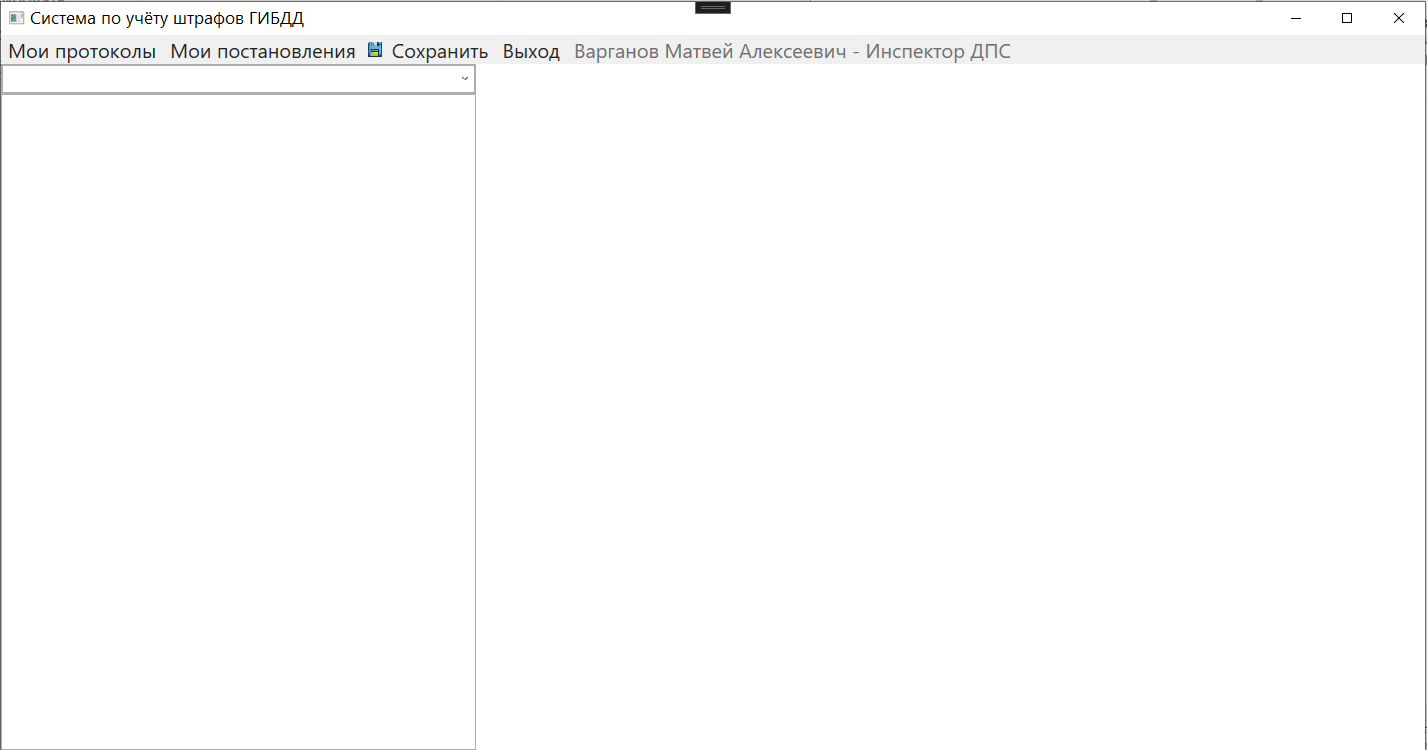 Система по учёту штрафов ГИБДД
Мои протоколы Мои постановления Сохранить Выход Варганов Матвей Алексеевич - Инспектор ДПС